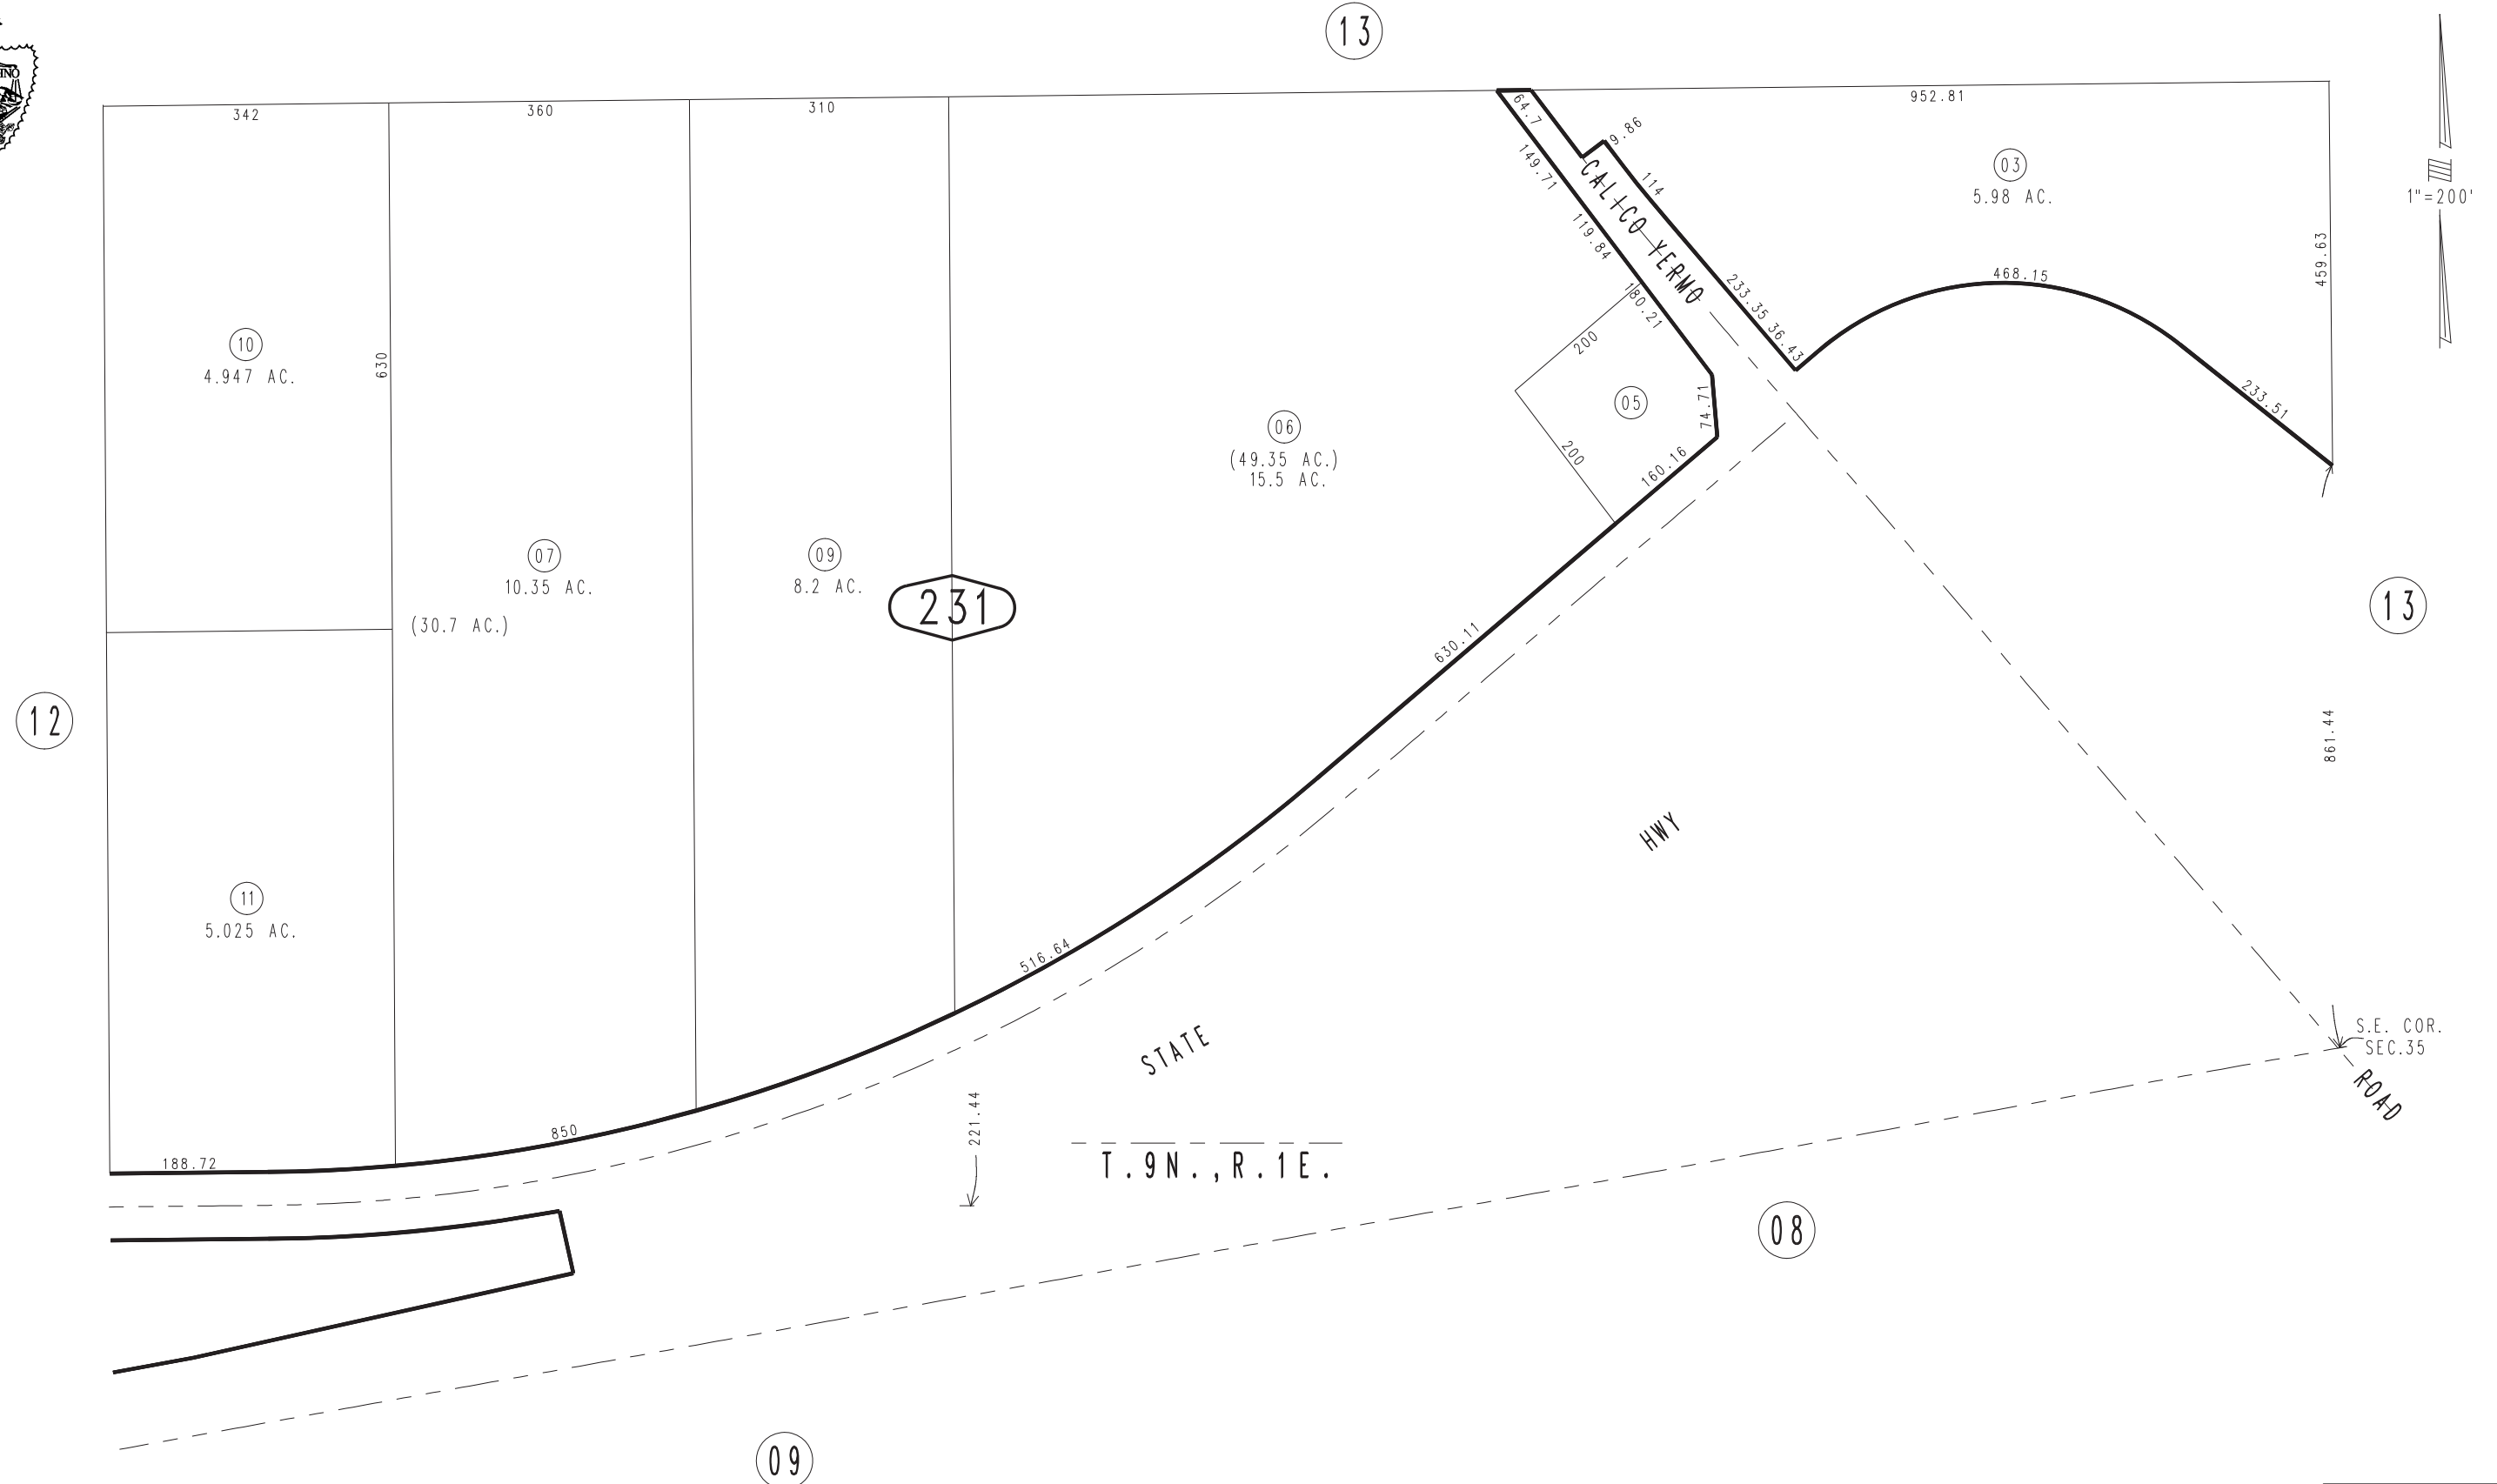 13
342
360
310
64.7
952.81
9.86
149.71
114
03
5.98 AC.
1"=200'
CALICO YERMO
119.84
233.35
36.43
468.15
459.63
180.21
200
10
4.947 AC.
630
05
74.71
233.51
06
(49.35 AC.)
15.5 AC.
200
160.16
07
10.35 AC.
09
8.2 AC.
231
(30.7 AC.)
630.11
13
12
861.44
HWY
11
5.025 AC.
516.64
STATE
S.E. COR.
SEC.35
ROAD
221.44
850
188.72
T.9N.,R.1E.
08
09